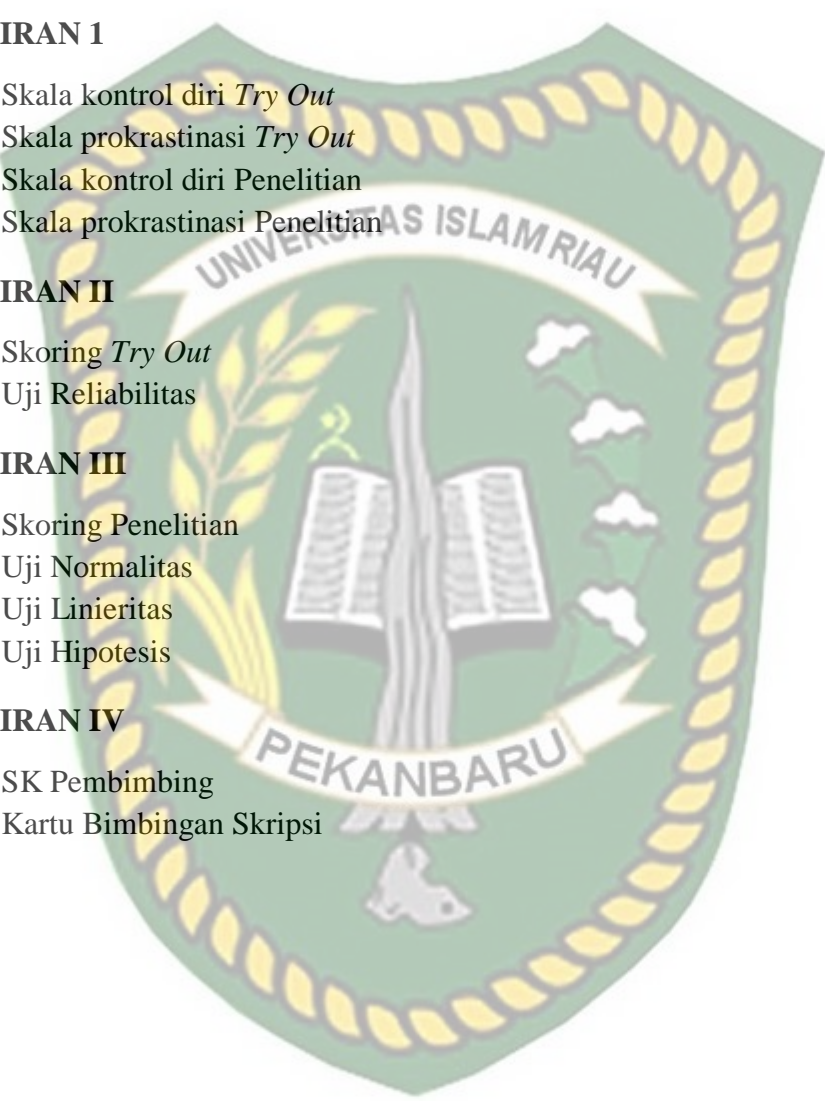 IRAN 1
Skala kontrol diri Try Out
Skala prokrastinasi Try Out
Skala kontrol diri Penelitian
Skala prokrastinasi Penelitian
UNIVERSITAS ISLAM RIAU
IRAN II
Skoring Try Out
Uji Reliabilitas
IRAN III
Skoring Penelitian
Uji Normalitas
Uji Linieritas
Uji Hipotesis
IRAN IV
PEKANBARU
SK Pembimbing
Kartu Bimbingan Skripsi